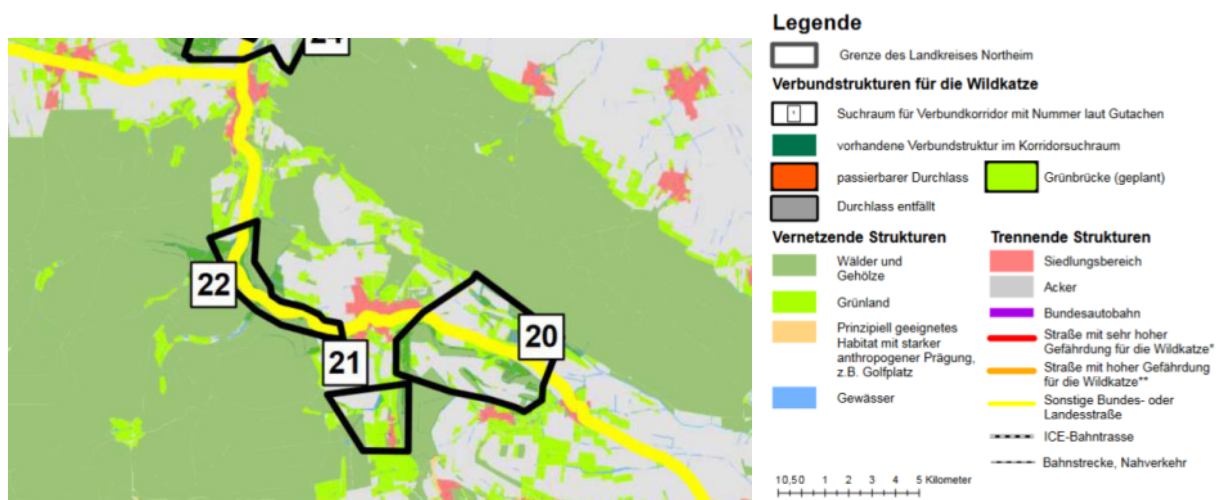 24
22
21
20
Legende
Grenze des Landkreises Northeim
Verbundstrukturen für die Wildkatze
Suchraum für Verbundkorridor mit Nummer laut Gutachen
vorhandene Verbundstruktur im Korridorsuchraum
passierbarer Durchlass
Grünbrücke (geplant)
Durchlass entfällt
Vernetzende Strukturen
Wälder und
Gehölze
Grünland
Prinzipiell geeignetes
Habitat mit starker
anthropogener Prägung,
z.B. Golfplatz
Gewässer
Trennende Strukturen
Siedlungsbereich
Acker
Bundesautobahn
Straße mit sehr hoher
Gefährdung für die Wildkatze*
Straße mit hoher Gefährdung
für die Wildkatze**
Sonstige Bundes- oder
Landesstraße
ICE-Bahntrasse
Bahnstrecke, Nahverkehr
10,50 1 2 3 4 5 Kilometer